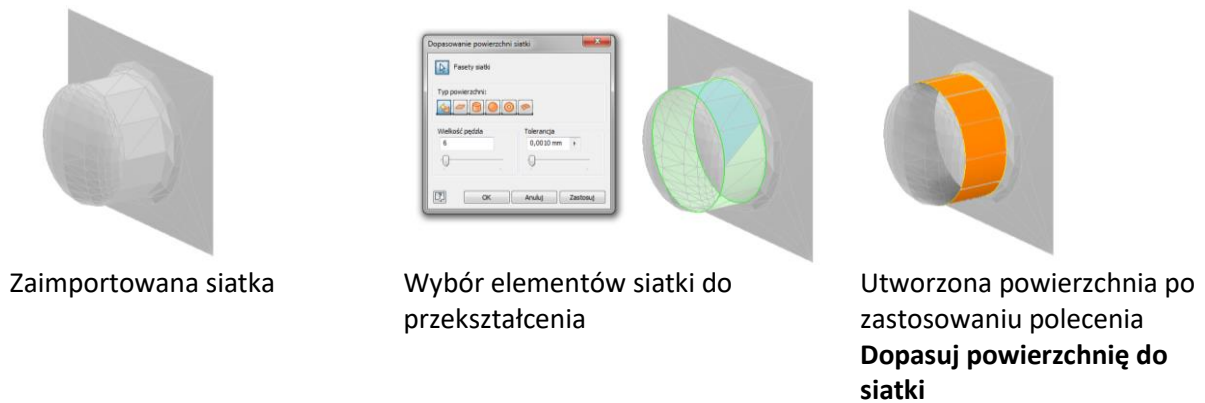 Dopasowanie powierzchni siatki
Fasety siatki
Typ powierzchni:
Wielkość pędzla
6
Tolerancja
0,0010 mm
OK
Anuluj
Zastosuj
Zaimportowana siatka
Wybór elementów siatki do
przekształcenia
Utworzona powierzchnia po
zastosowaniu polecenia
Dopasuj powierzchnię do
siatki